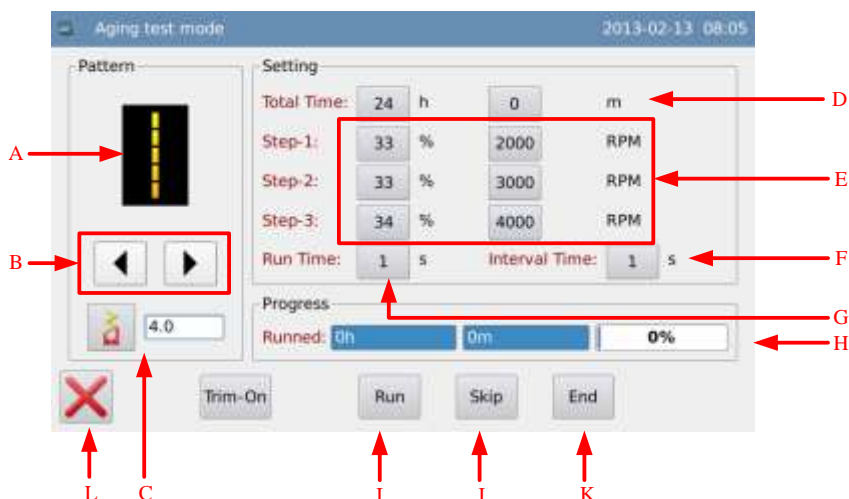 Aging test mode 2013-02-13 08:05
Pattern
Setting
Total Time: 24 h 0 m D
Step-1: 33 % 2000 RPM
A
Step-2: 33 % 3000 RPM E
Step-3: 34 % 4000 RPM
B Run Time: 1 s Interval Time: 1 s F
Progress G
4.0 Runned: 0h 0m 0% H
Trim-On Run Skip End
L C I J K